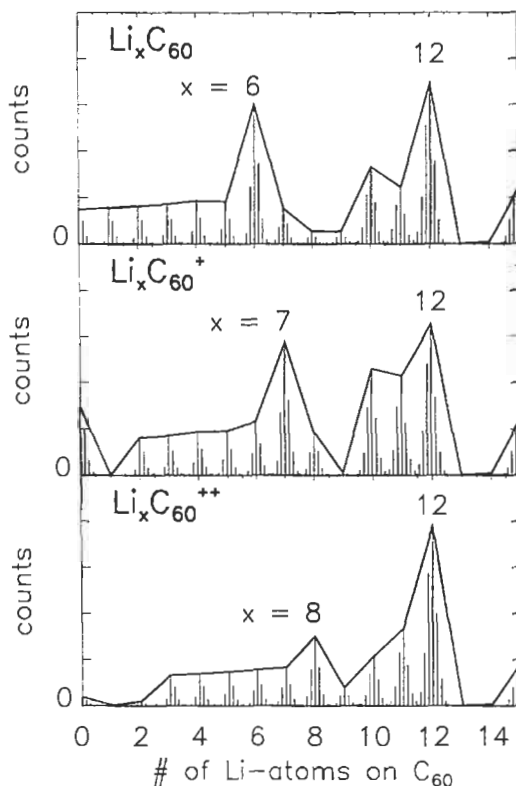 LiₓC₆₀
12
x = 6
counts
0
LiₓC₆₀⁺
12
x = 7
counts
0
LiₓC₆₀⁺⁺
12
x = 8
counts
0
0 2 4 6 8 10 12 14
# of Li-atoms on C₆₀